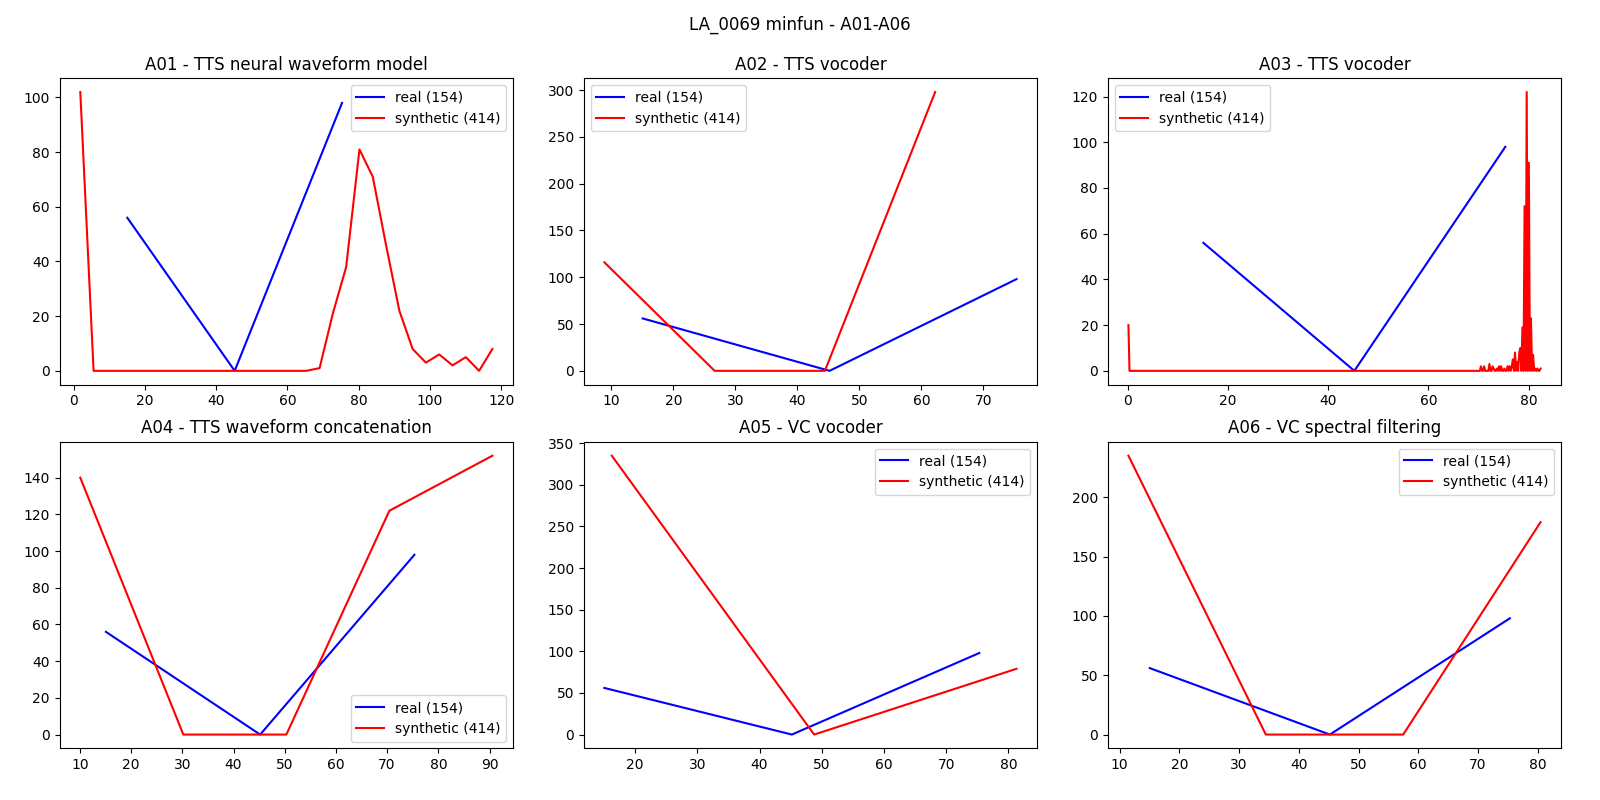 LA_0069 minfun - A01-A06
A01 - TTS neural waveform model
real (154)
synthetic (414)
100
80
60
40
20
0
0 20 40 60 80 100 120
A02 - TTS vocoder
real (154)
synthetic (414)
300
250
200
150
100
50
0
10 20 30 40 50 60 70
A03 - TTS vocoder
real (154)
synthetic (414)
120
100
80
60
40
20
0
0 20 40 60 80
A04 - TTS waveform concatenation
140
120
100
80
60
40
20
0
real (154)
synthetic (414)
10 20 30 40 50 60 70 80 90
A05 - VC vocoder
real (154)
synthetic (414)
350
300
250
200
150
100
50
0
20 30 40 50 60 70 80
A06 - VC spectral filtering
real (154)
synthetic (414)
200
150
100
50
0
10 20 30 40 50 60 70 80